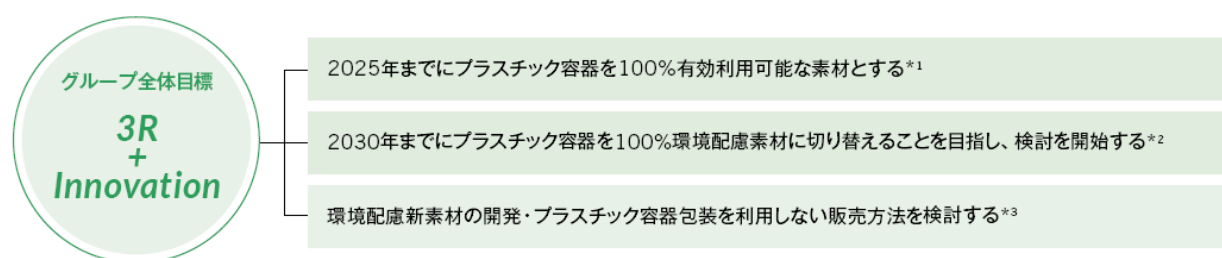 グループ全体目標
3R
+
Innovation
2025年までにプラスチック容器を100%有効利用可能な素材とする*1
2030年までにプラスチック容器を100%環境配慮素材に切り替えることを目指し、検討を開始する*2
環境配慮新素材の開発・プラスチック容器包装を利用しない販売方法を検討する*3